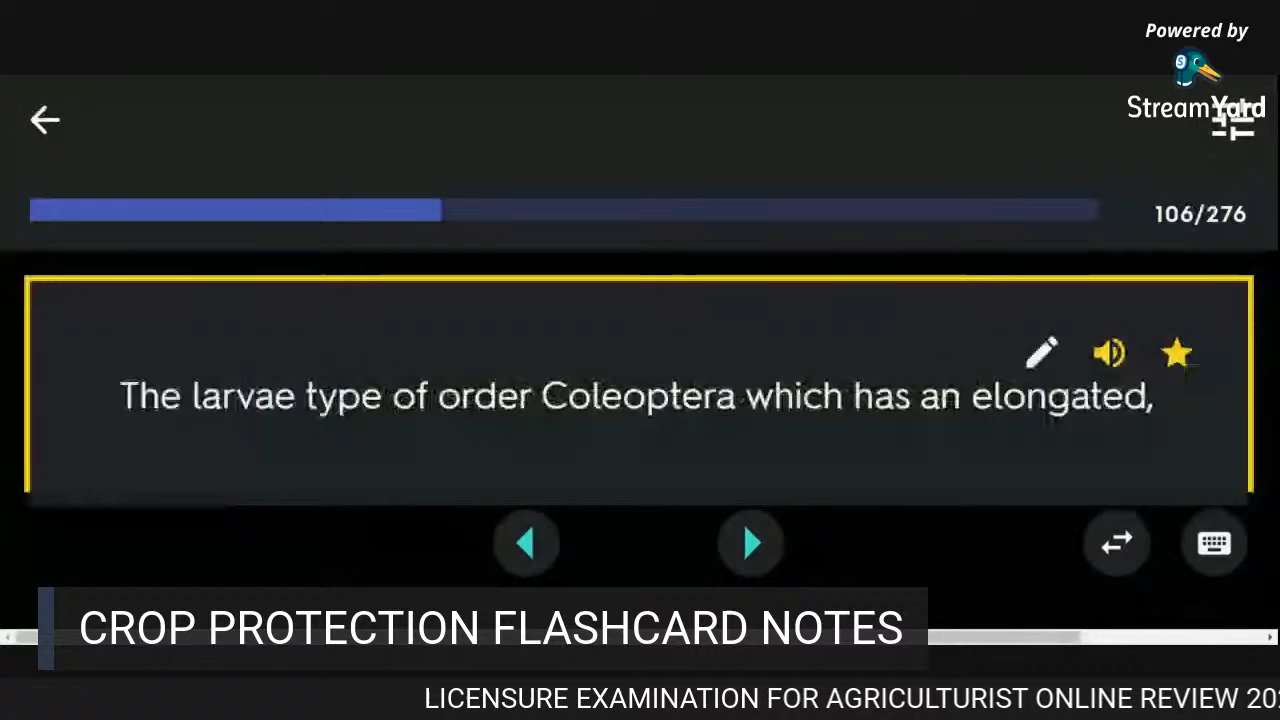 Powered by
StreamYard
106/276
The larvae type of order Coleoptera which has an elongated,
CROP PROTECTION FLASHCARD NOTES
LICENSURE EXAMINATION FOR AGRICULTURIST ONLINE REVIEW